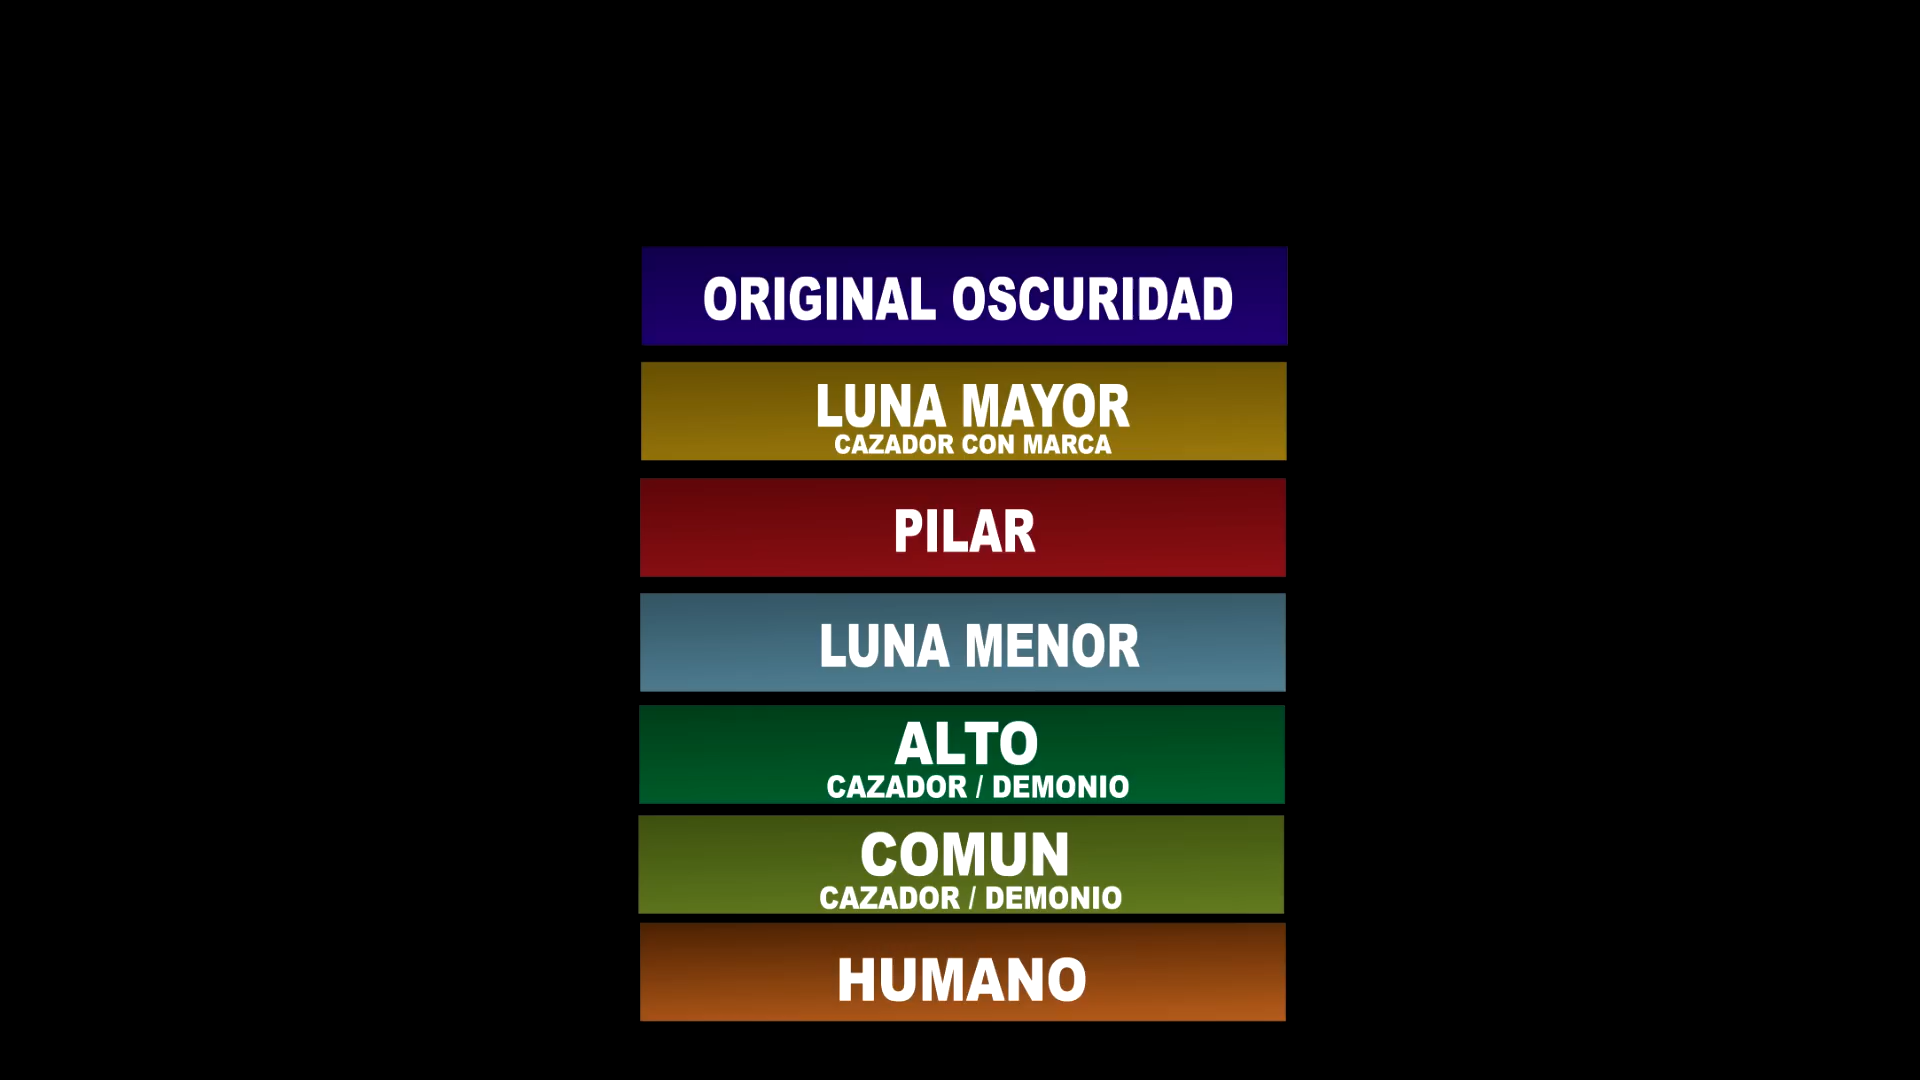 ORIGINAL OSCURIDAD
LUNA MAYOR
CAZADOR CON MARCA
PILAR
LUNA MENOR
ALTO
CAZADOR / DEMONIO
COMUN
CAZADOR / DEMONIO
HUMANO